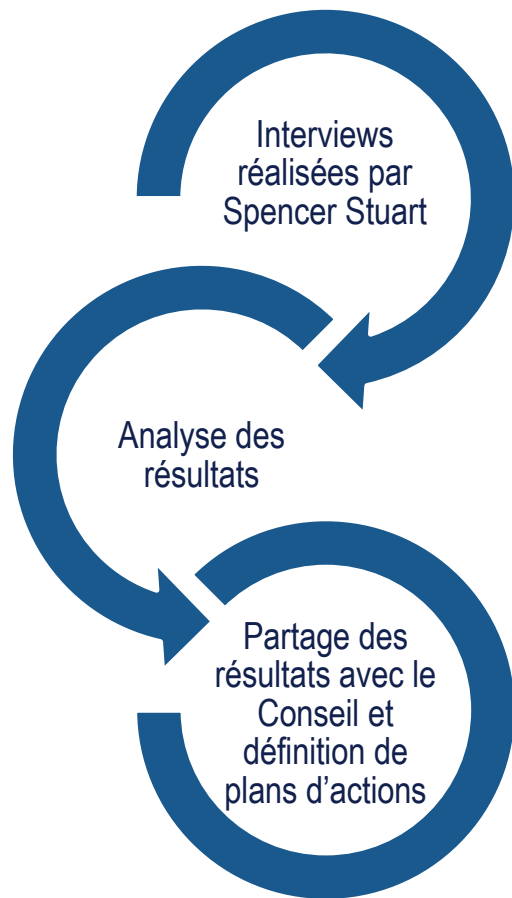 Interviews
réalisées par
Spencer Stuart
Analyse des
résultats
Partage des
résultats avec le
Conseil et
définition de
plans d’actions